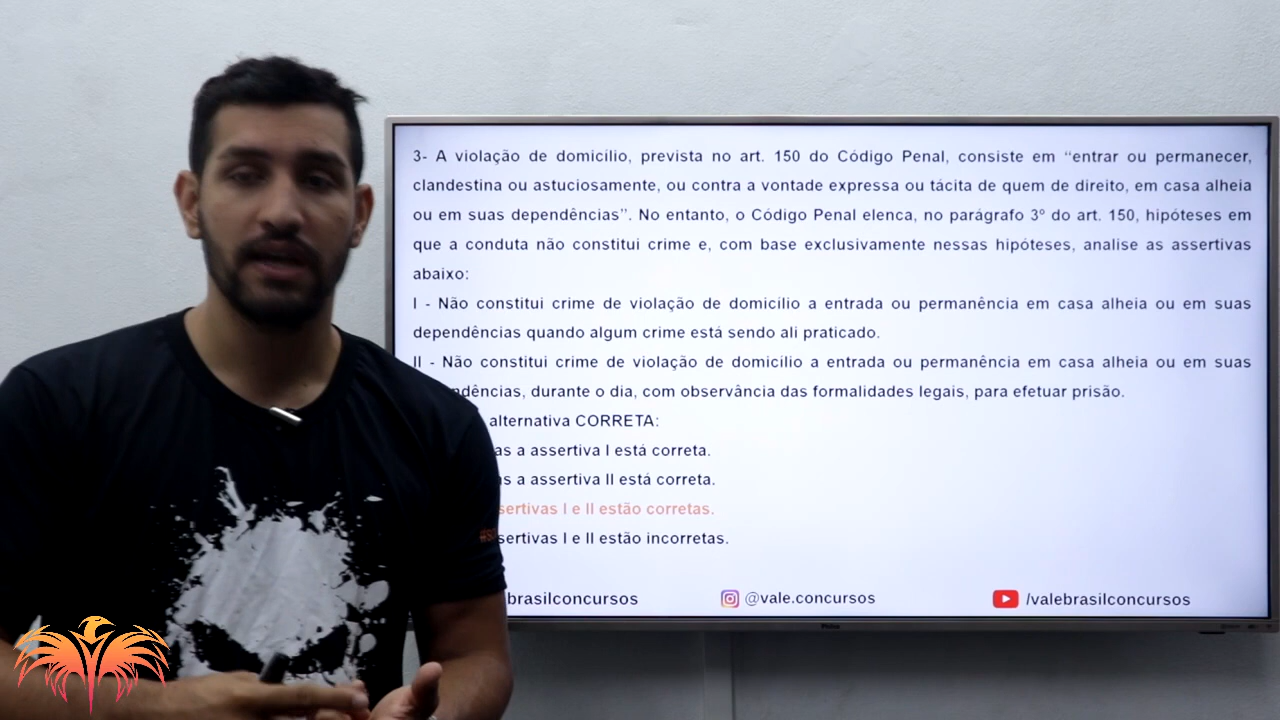 3- A violação de domicílio, prevista no art. 150 do Código Penal, consiste em “entrar ou permanecer,
clandestina ou astuciosamente, ou contra a vontade expressa ou tácita de quem de direito, em casa alheia
ou em suas dependências”. No entanto, o Código Penal elenca, no parágrafo 3º do art. 150, hipóteses em
que a conduta não constitui crime e, com base exclusivamente nessas hipóteses, analise as assertivas
abaixo:
I - Não constitui crime de violação de domicílio a entrada ou permanência em casa alheia ou em suas
dependências quando algum crime está sendo ali praticado.
II - Não constitui crime de violação de domicílio a entrada ou permanência em casa alheia ou em suas
ndências, durante o dia, com observância das formalidades legais, para efetuar prisão.
alternativa CORRETA:
as a assertiva I está correta.
s a assertiva II está correta.
sertivas I e II estão corretas.
sertivas I e II estão incorretas.
brasilconcursos @vale.concursos /valebrasilconcursos
Philco